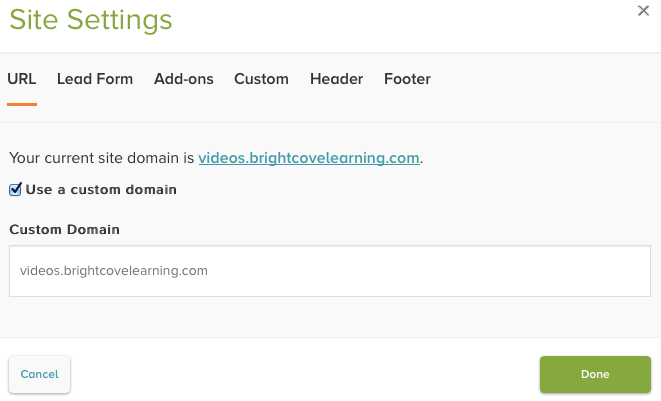 Site Settings
URL Lead Form Add-ons Custom Header Footer
Your current site domain is videos.brightcovelearning.com.
Use a custom domain
Custom Domain
videos.brightcovelearning.com
Cancel Done